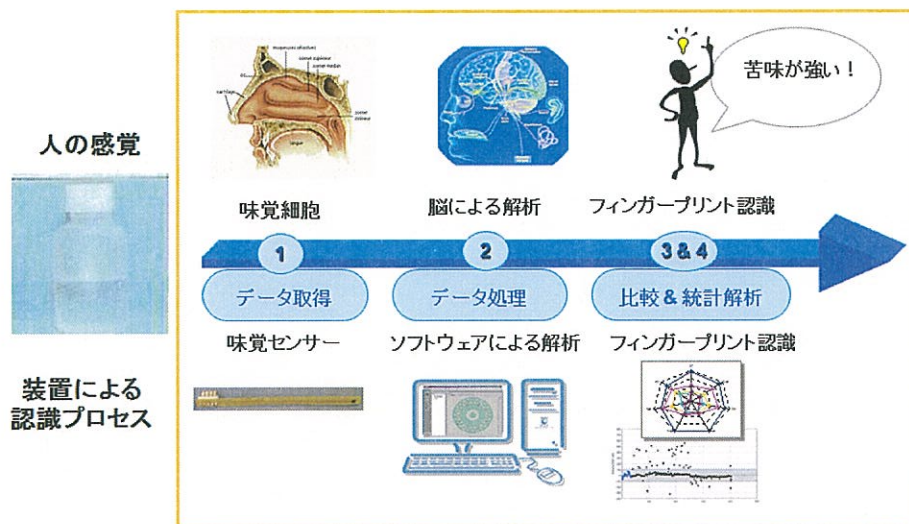 人の感覚
装置による
認識プロセス
苦味が強い!
味覚細胞
脳による解析
フィンガープリント認識
1
2
3 & 4
データ取得
データ処理
比較 & 統計解析
味覚センサー
ソフトウェアによる解析
フィンガープリント認識